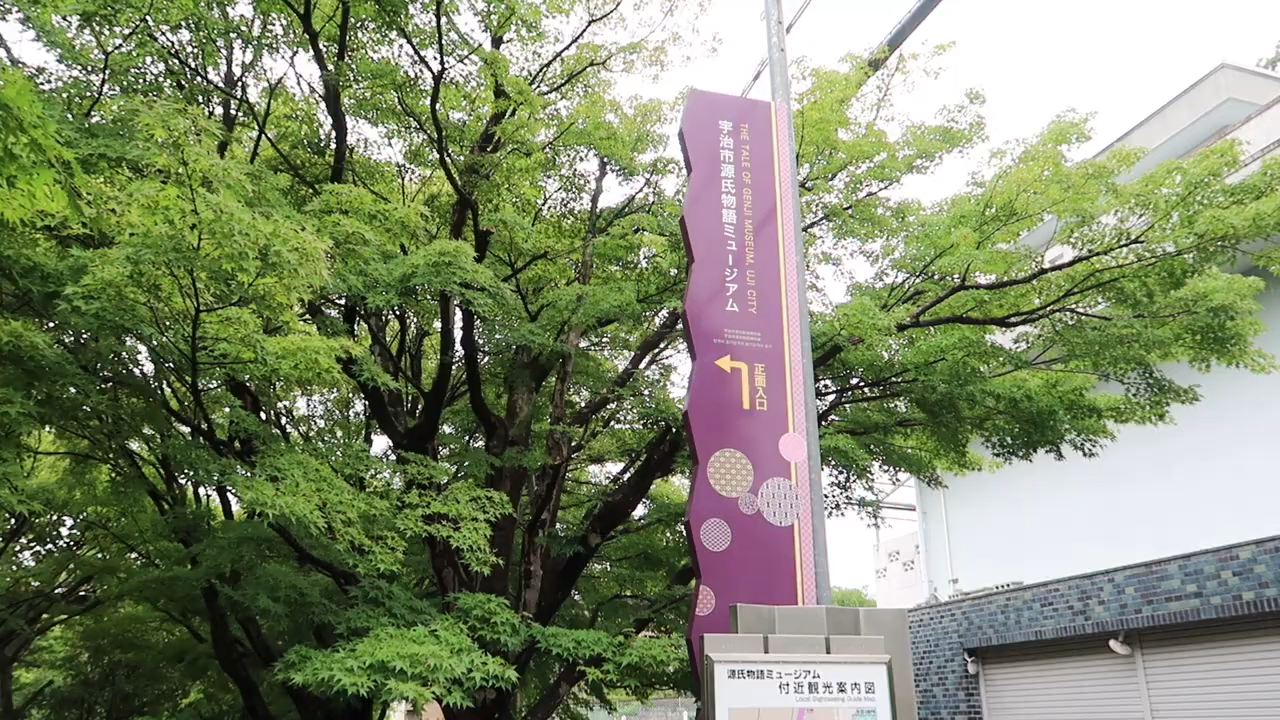 宇治市源氏物語ミュージアム
THE TALE OF GENJI MUSEUM, UJI CITY
正面入口
源氏物語ミュージアム
付近観光案内図
Local Sightseeing Guide Map